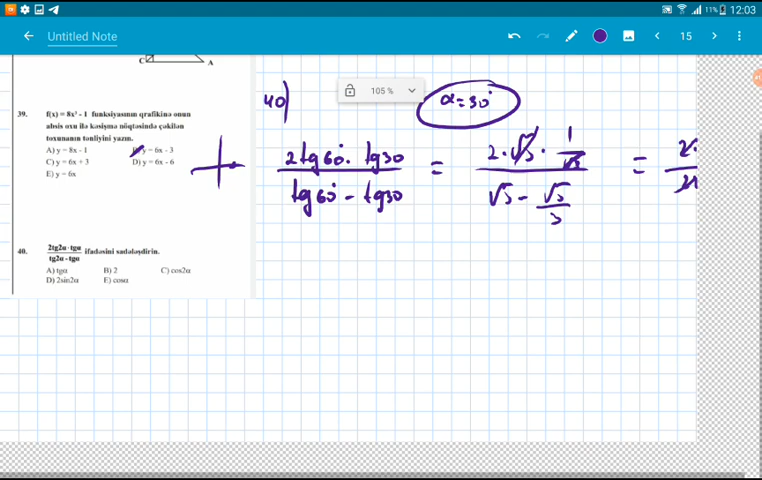 11% 12:03
Untitled Note
15
C A
39. f(x) = 8x³ - 1 funksiyasının qrafikinə onun
absis oxu ilə kəsişmə nöqtəsində çəkilən
toxunanın tənliyini yazın.
A) y = 8x - 1 y = 6x - 3
C) y = 6x + 3 D) y = 6x - 6
E) y = 6x
40. 2tg2α · tgα / tg2α - tgα ifadəsini sadələşdirin.
A) tgα B) 2 C) cos2α
D) 2sin2α E) cosα
105 %
40) α = 30°
2tg60° · tg30 / tg60° - tg30 = 2 · √3 · 1/√3 / √3 - √3/3 = 2·